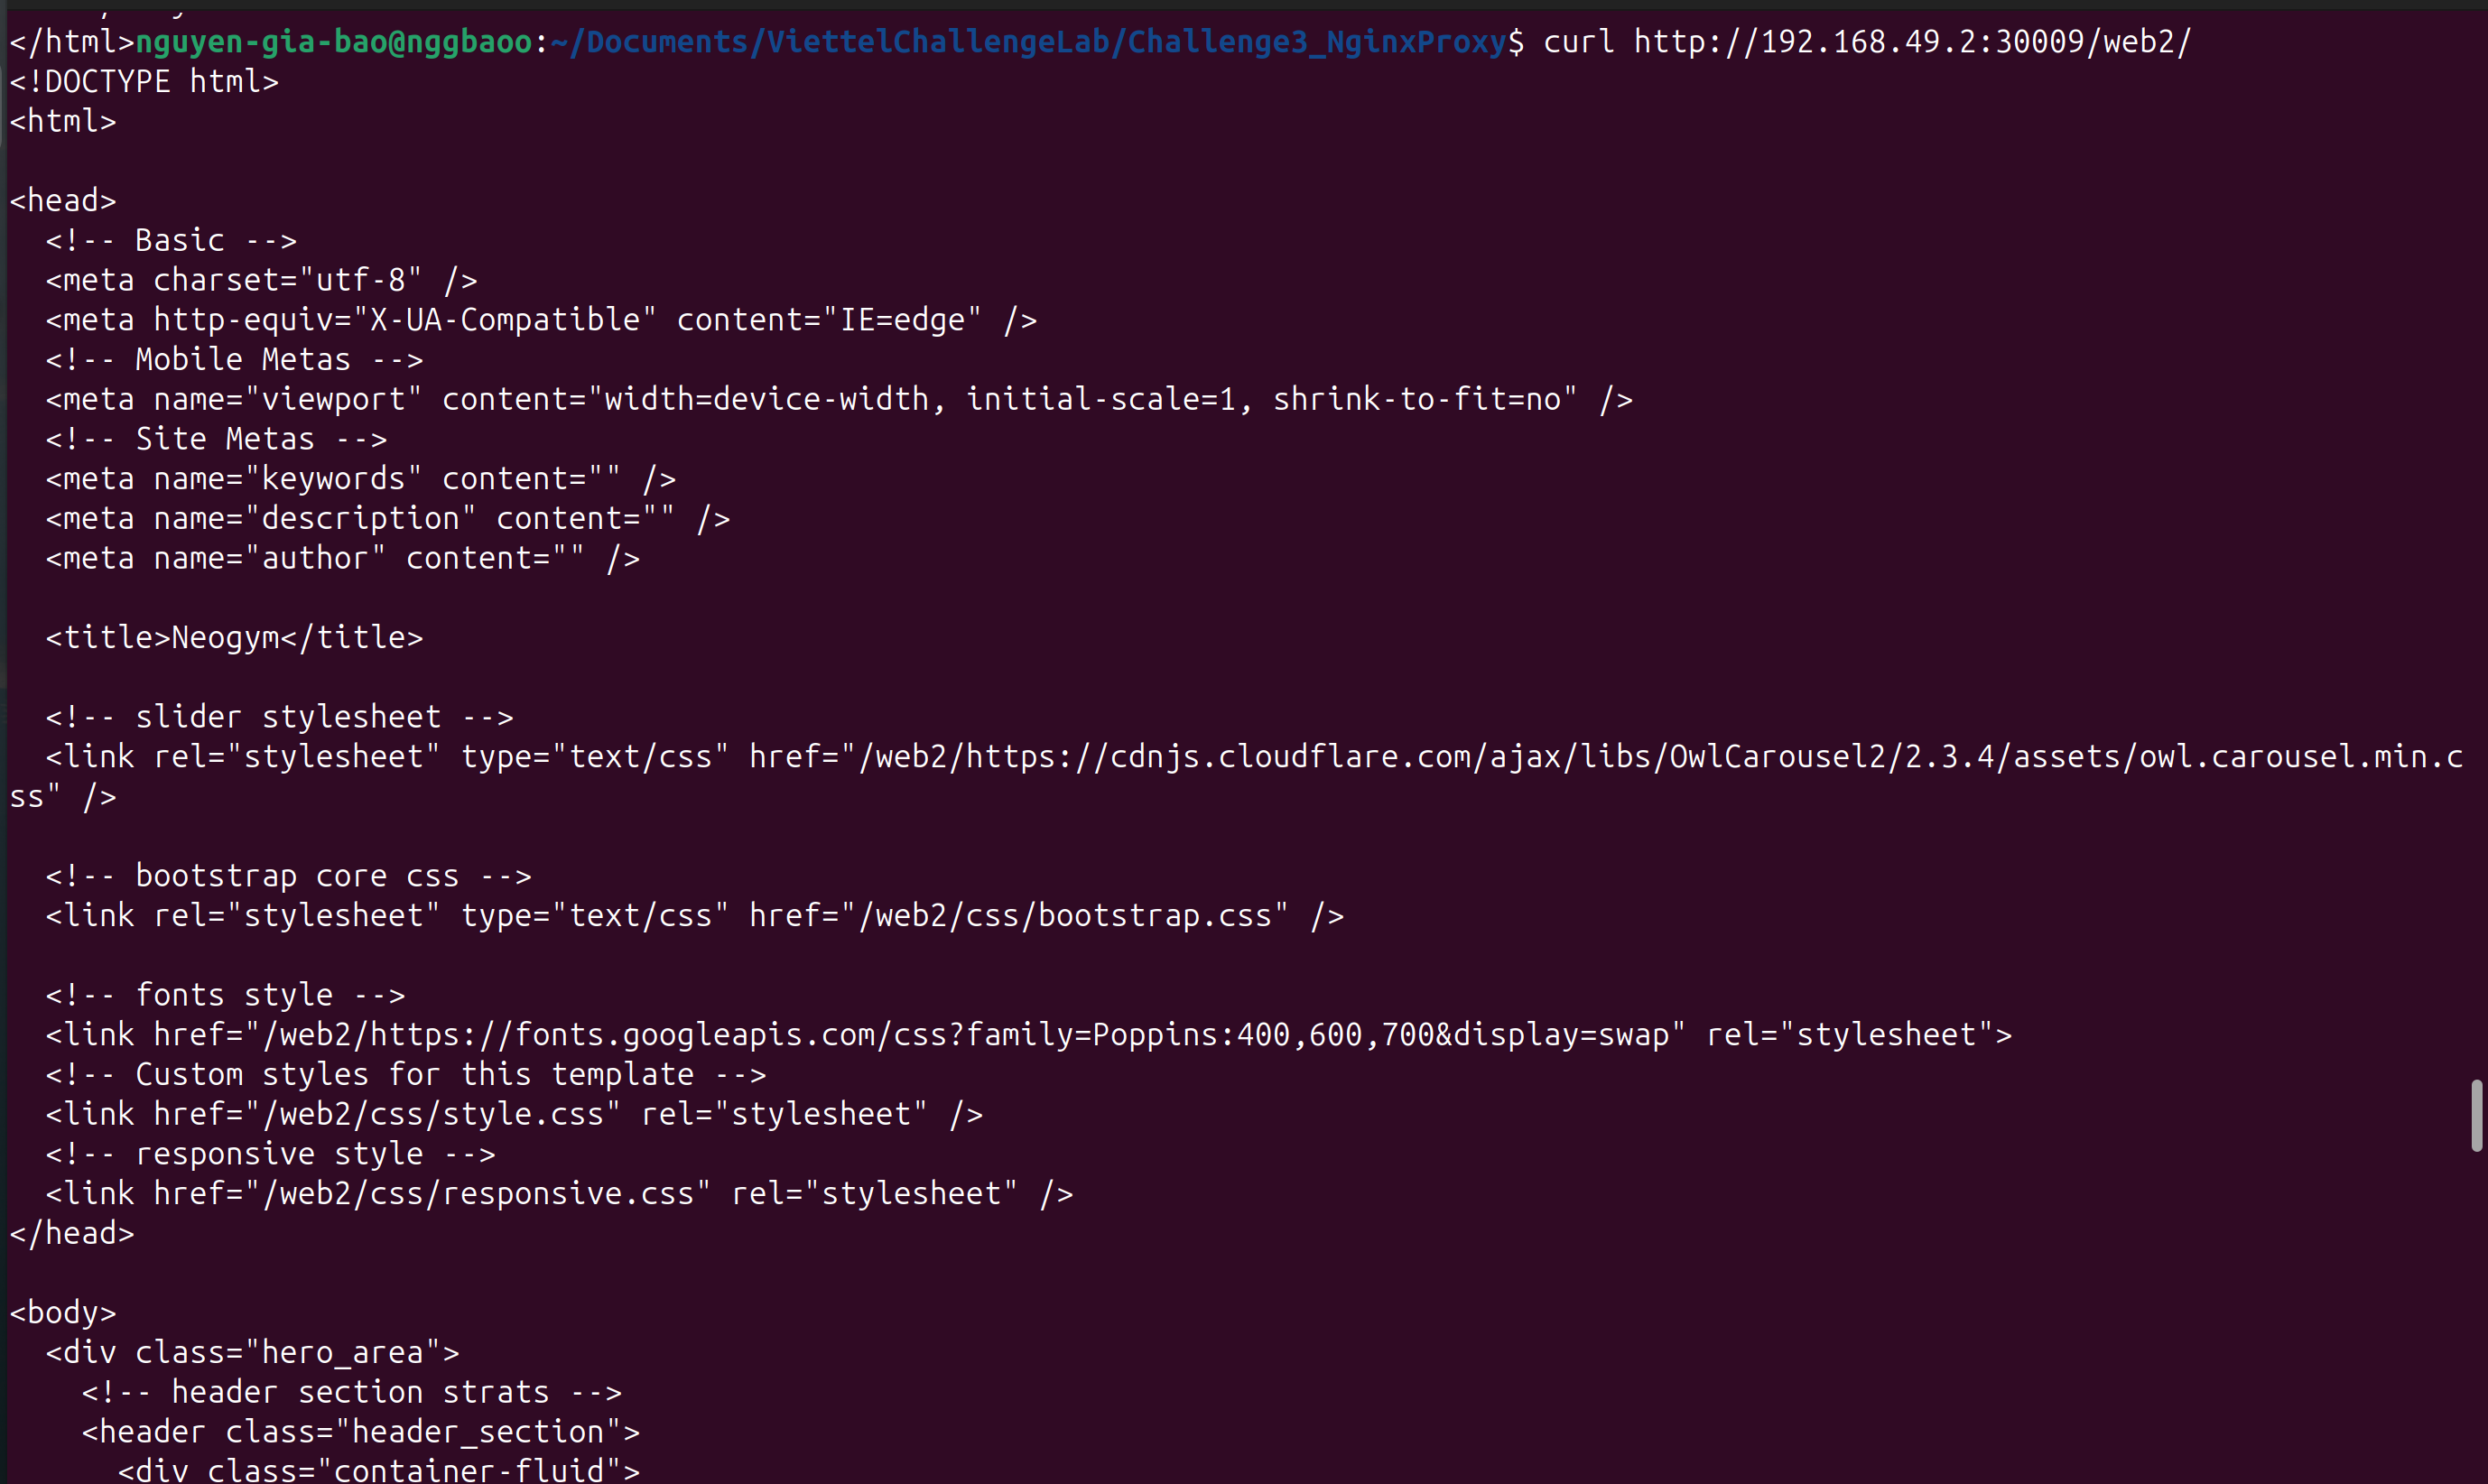 </html>nguyen-gia-bao@nggbaoo:~/Documents/ViettelChallengeLab/Challenge3_NginxProxy$ curl http://192.168.49.2:30009/web2/
<!DOCTYPE html>
<html>
<head>
  <!-- Basic -->
  <meta charset="utf-8" />
  <meta http-equiv="X-UA-Compatible" content="IE=edge" />
  <!-- Mobile Metas -->
  <meta name="viewport" content="width=device-width, initial-scale=1, shrink-to-fit=no" />
  <!-- Site Metas -->
  <meta name="keywords" content="" />
  <meta name="description" content="" />
  <meta name="author" content="" />
  <title>Neogym</title>
  <!-- slider stylesheet -->
  <link rel="stylesheet" type="text/css" href="/web2/https://cdnjs.cloudflare.com/ajax/libs/OwlCarousel2/2.3.4/assets/owl.carousel.min.c
ss" />
  <!-- bootstrap core css -->
  <link rel="stylesheet" type="text/css" href="/web2/css/bootstrap.css" />
  <!-- fonts style -->
  <link href="/web2/https://fonts.googleapis.com/css?family=Poppins:400,600,700&display=swap" rel="stylesheet">
  <!-- Custom styles for this template -->
  <link href="/web2/css/style.css" rel="stylesheet" />
  <!-- responsive style -->
  <link href="/web2/css/responsive.css" rel="stylesheet" />
</head>
<body>
  <div class="hero_area">
    <!-- header section strats -->
    <header class="header_section">
      <div class="container-fluid">